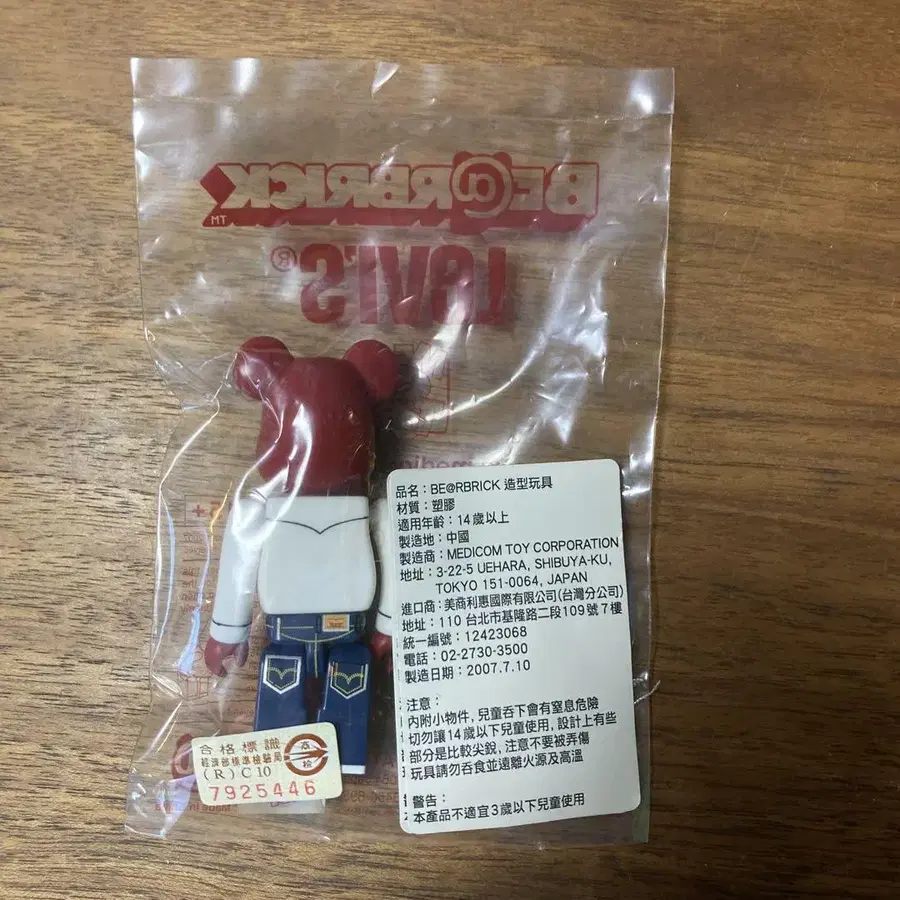 BE@RBRICK
TM
LEVI'S®
品名：BE@RBRICK 造型玩具
材質：塑膠
適用年齡：14歲以上
製造地：中國
製造商：MEDICOM TOY CORPORATION
地址：3-22-5 UEHARA, SHIBUYA-KU,
TOKYO 151-0064, JAPAN
進口商：美商利惠國際有限公司(台灣分公司)
地址：110 台北市基隆路二段109號7樓
統一編號：12423068
電話：02-2730-3500
製造日期：2007.7.10
注意：
內附小物件，兒童吞下會有窒息危險
切勿讓14歲以下兒童使用，設計上有些
部分是比較尖銳，注意不要被弄傷
玩具請勿吞食並遠離火源及高溫
警告：
本產品不適宜3歲以下兒童使用
合格標識
經濟部標準檢驗局
(R) C10
7925446